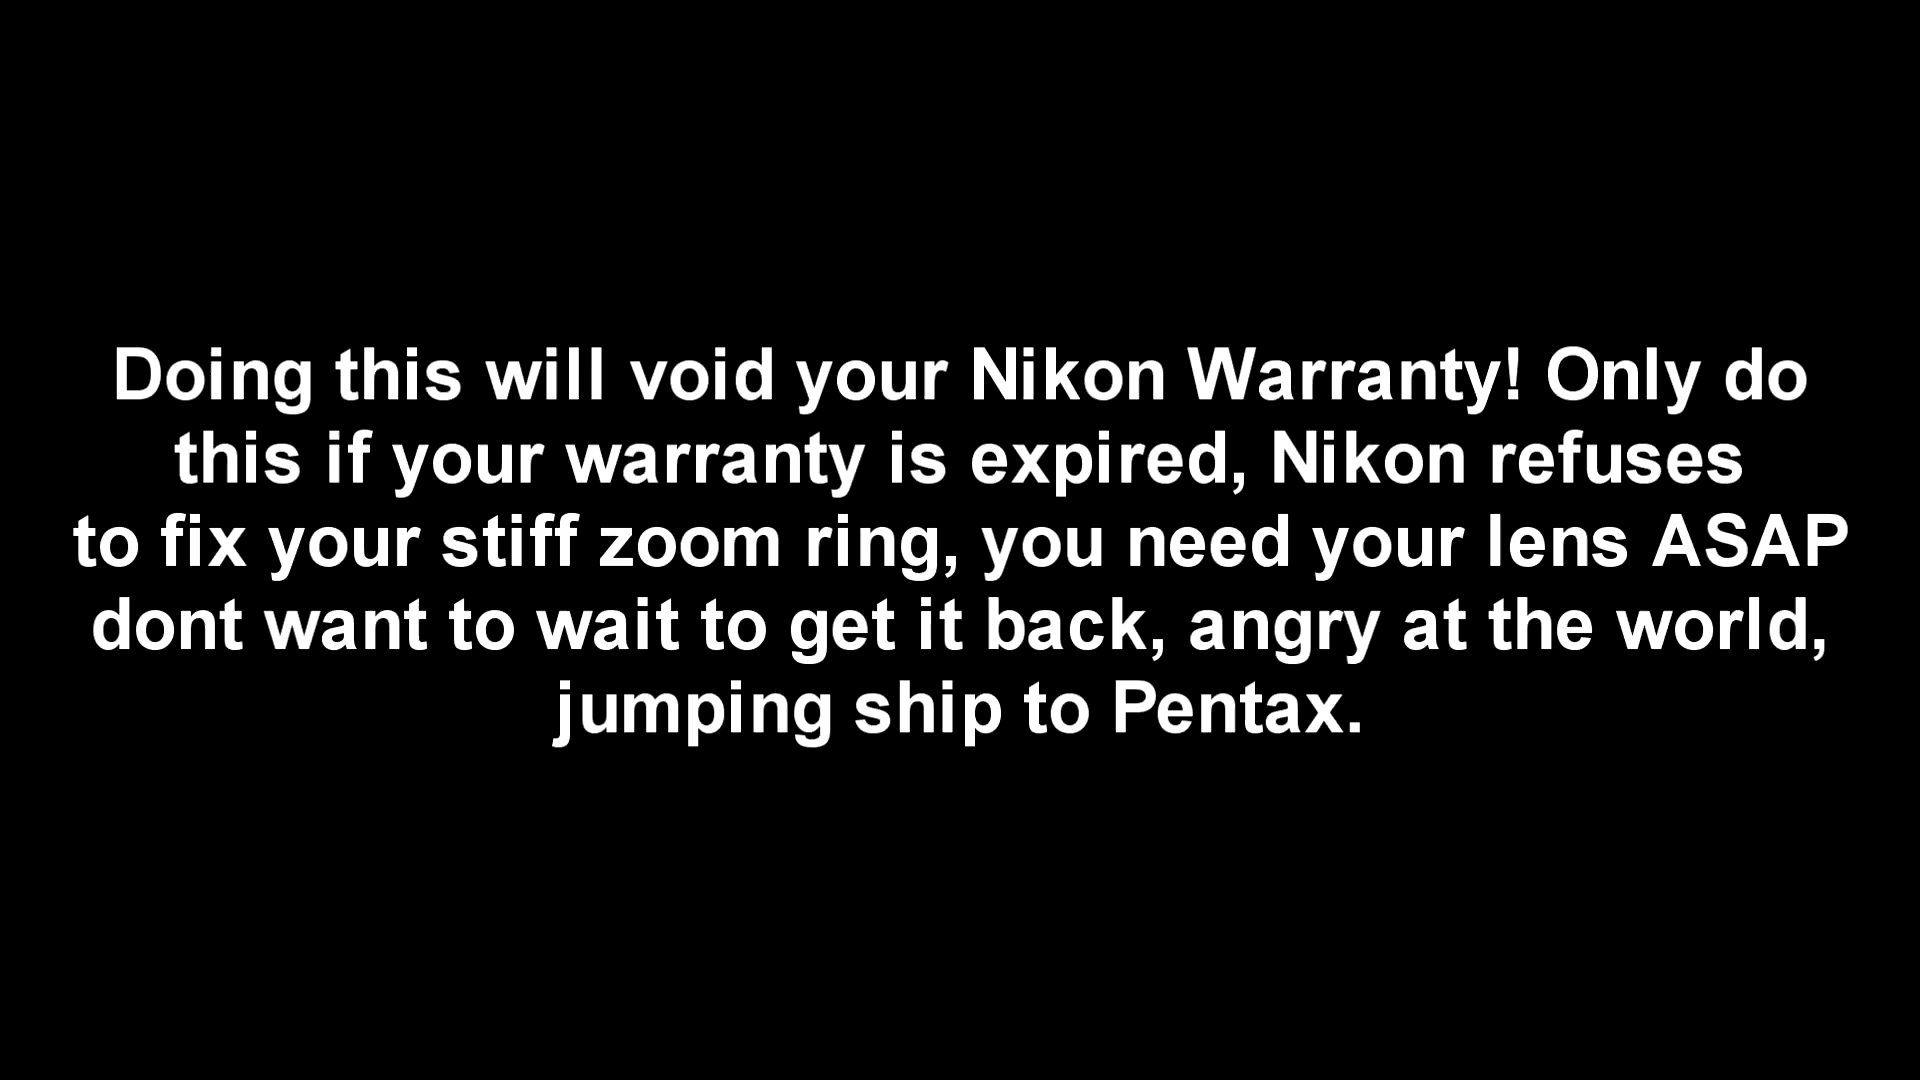 Doing this will void your Nikon Warranty! Only do
this if your warranty is expired, Nikon refuses
to fix your stiff zoom ring, you need your lens ASAP
dont want to wait to get it back, angry at the world,
jumping ship to Pentax.